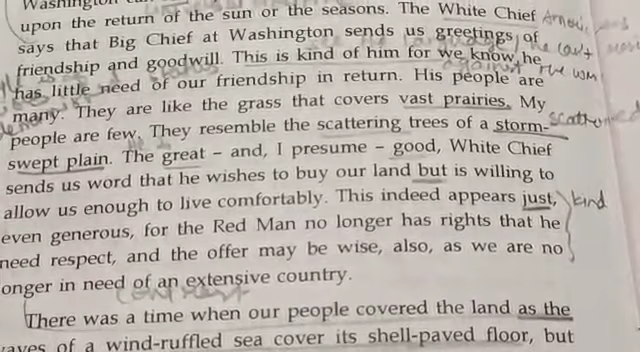 Washington
upon the return of the sun or the seasons. The White Chief
says that Big Chief at Washington sends us greetings of
friendship and goodwill. This is kind of him for we know he
has little need of our friendship in return. His people are
many. They are like the grass that covers vast prairies. My
people are few. They resemble the scattering trees of a storm-
swept plain. The great – and, I presume – good, White Chief
sends us word that he wishes to buy our land but is willing to
allow us enough to live comfortably. This indeed appears just, kind
even generous, for the Red Man no longer has rights that he
need respect, and the offer may be wise, also, as we are no
onger in need of an extensive country.
contrast
There was a time when our people covered the land as the
aves of a wind-ruffled sea cover its shell-paved floor, but